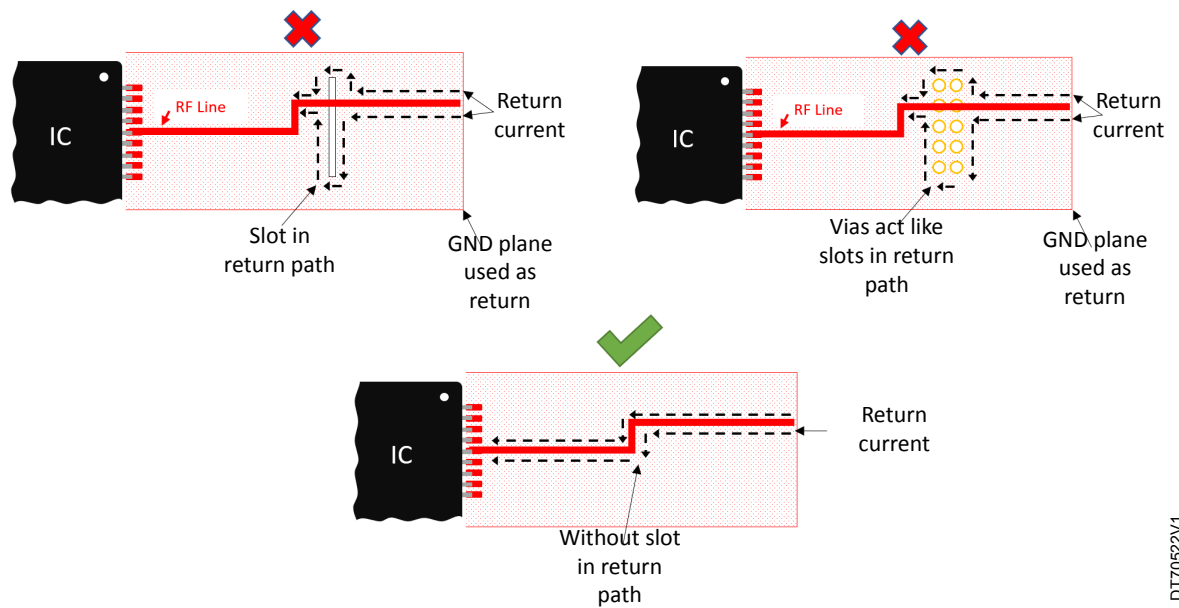 IC
RF Line
Return
current
Slot in
return path
GND plane
used as
return
IC
RF Line
Return
current
Vias act like
slots in return
path
GND plane
used as
return
IC
Return
current
Without slot
in return
path
DT70522V1